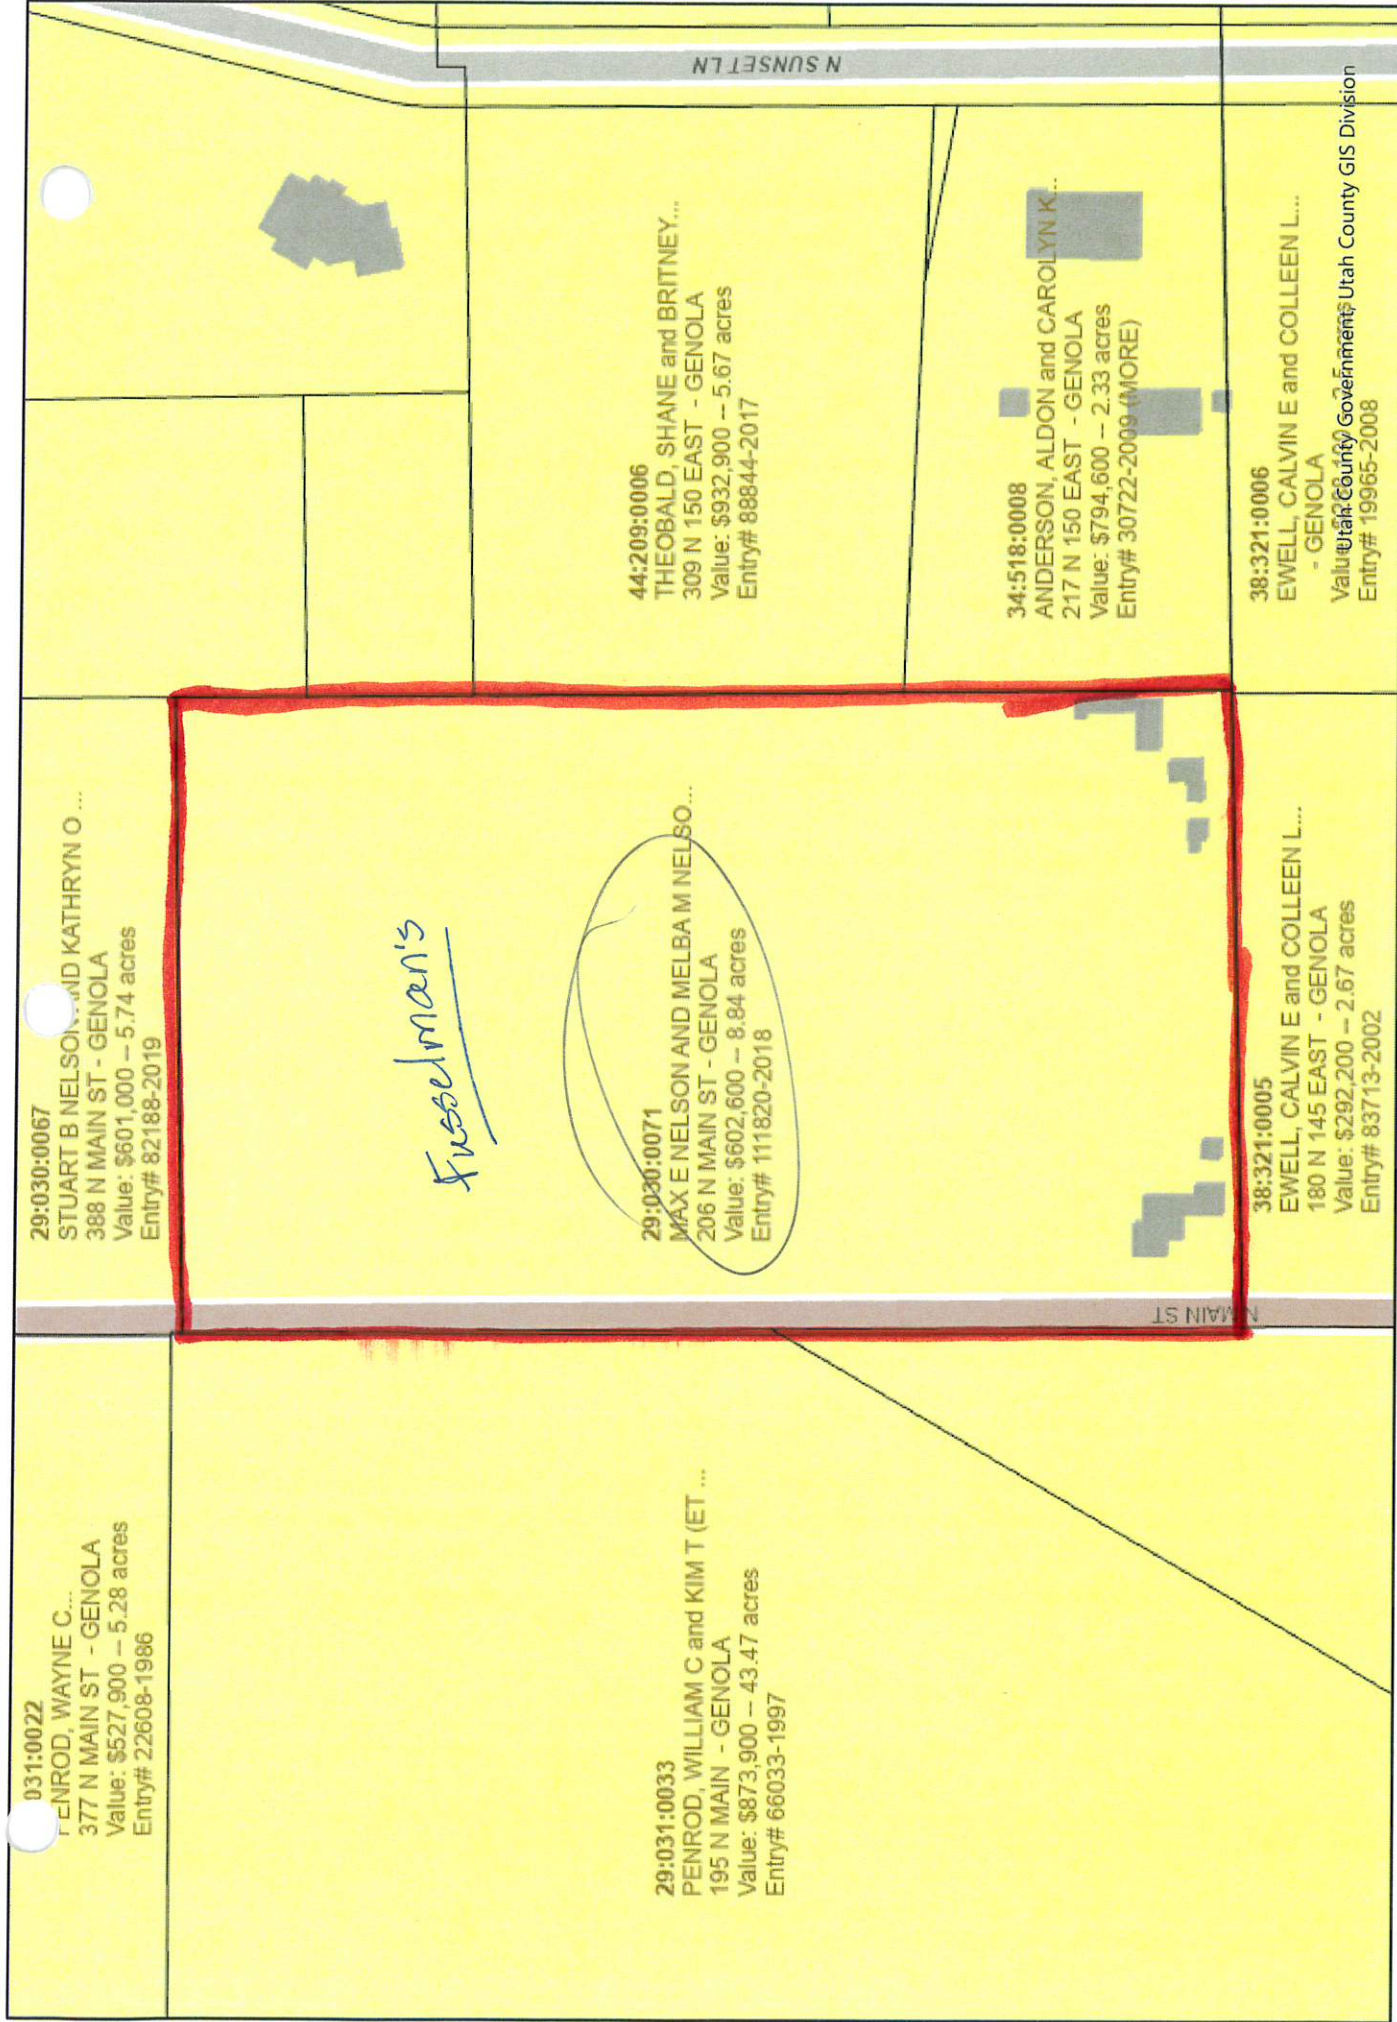 29:030:0067
STUART B NELSON AND KATHRYN O ...
388 N MAIN ST - GENOLA
Value: $601,000 -- 5.74 acres
Entry# 82188-2019
031:0022
PENROD, WAYNE C...
377 N MAIN ST - GENOLA
Value: $527,900 -- 5.28 acres
Entry# 22608-1986
Fusselman's
29:030:0071
MAX E NELSON AND MELBA M NELSO...
206 N MAIN ST - GENOLA
Value: $602,600 -- 8.84 acres
Entry# 111820-2018
44:209:0006
THEOBALD, SHANE and BRITNEY...
309 N 150 EAST - GENOLA
Value: $932,900 -- 5.67 acres
Entry# 88844-2017
29:031:0033
PENROD, WILLIAM C and KIM T (ET ...
195 N MAIN - GENOLA
Value: $873,900 -- 43.47 acres
Entry# 66033-1997
34:518:0008
ANDERSON, ALDON and CAROLYN K...
217 N 150 EAST - GENOLA
Value: $794,600 -- 2.33 acres
Entry# 30722-2009 (MORE)
N SUNSET LN
N MAIN ST
38:321:0005
EWELL, CALVIN E and COLLEEN L...
180 N 145 EAST - GENOLA
Value: $292,200 -- 2.67 acres
Entry# 83713-2002
38:321:0006
EWELL, CALVIN E and COLLEEN L...
- GENOLA
Value:
Entry# 19965-2008
Utah County Government, Utah County GIS Division